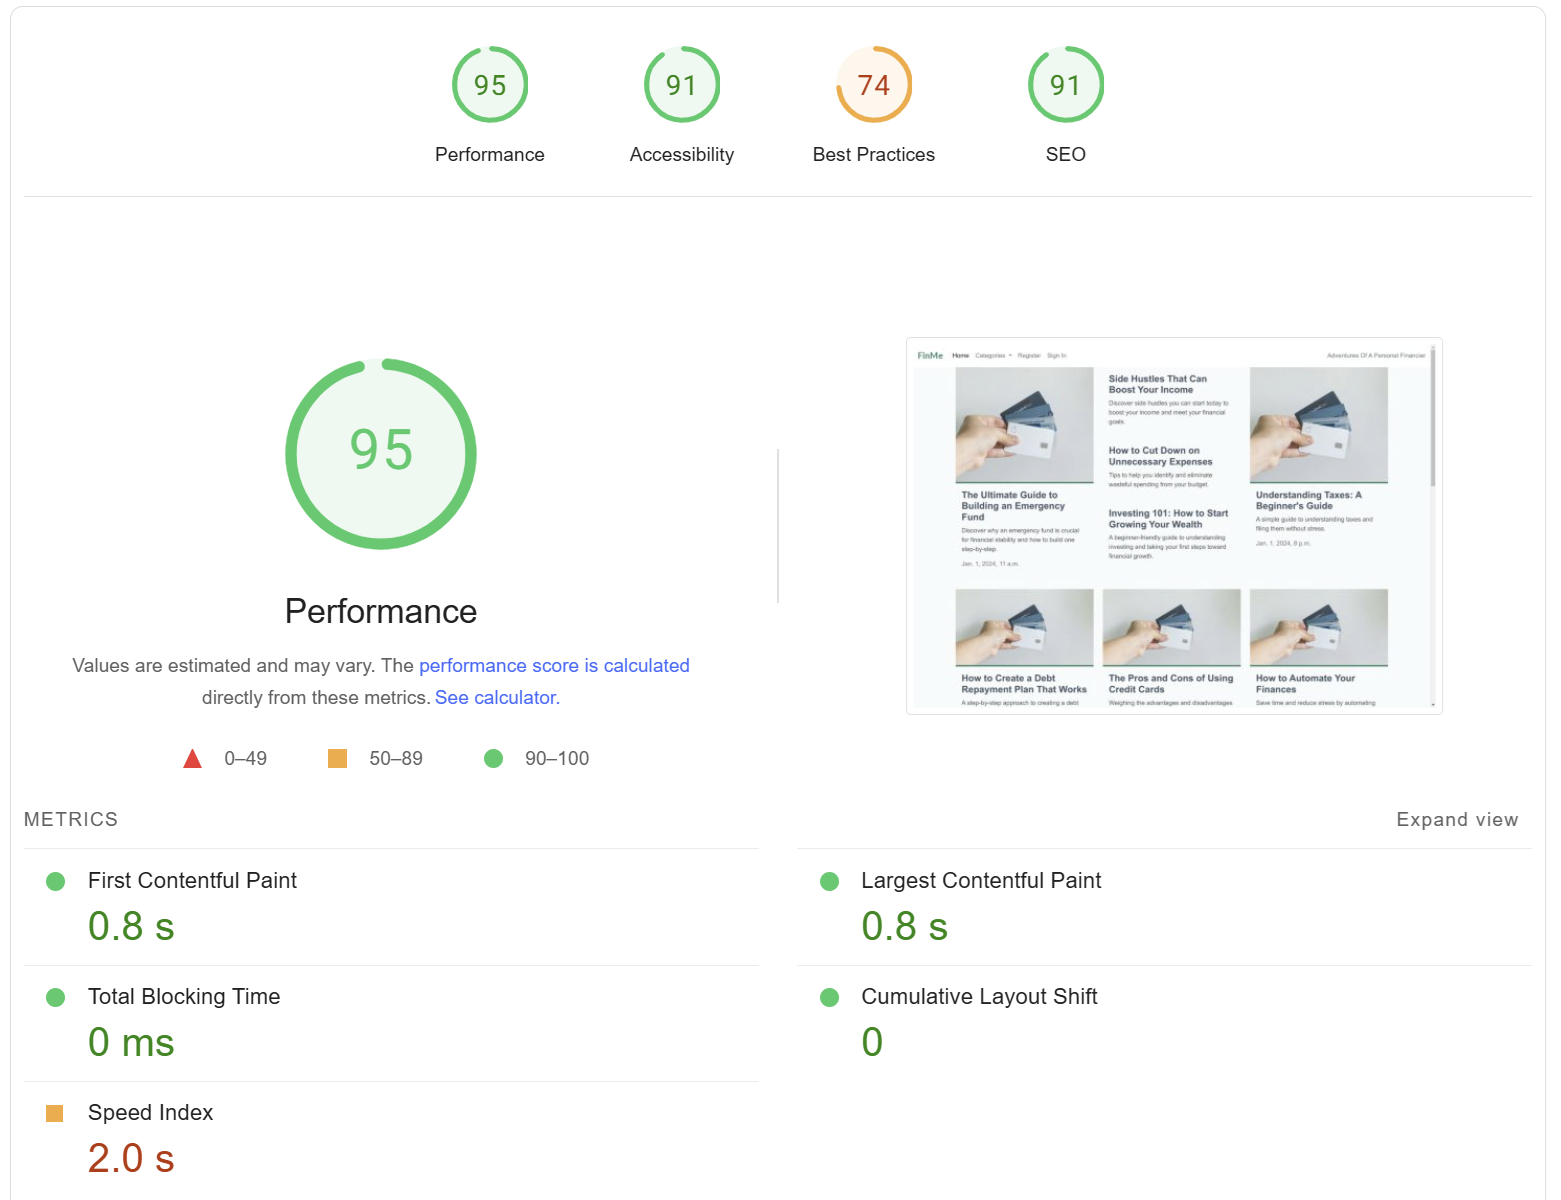 95
91
74
91
Performance
Accessibility
Best Practices
SEO
95
Performance
Values are estimated and may vary. The performance score is calculated
directly from these metrics. See calculator.
0–49
50–89
90–100
FinMe Home Categories Register Sign In Adventures Of A Personal Financier
The Ultimate Guide to
Building an Emergency
Fund
Discover why an emergency fund is crucial
for financial stability and how to build one
step-by-step.
Jan. 1, 2024, 11 a.m.
Side Hustles That Can
Boost Your Income
Discover side hustles you can start today to
boost your income and meet your financial
goals.
How to Cut Down on
Unnecessary Expenses
Tips to help you identify and eliminate
wasteful spending from your budget.
Investing 101: How to Start
Growing Your Wealth
A beginner-friendly guide to understanding
investing and taking your first steps toward
financial growth.
Understanding Taxes: A
Beginner's Guide
A simple guide to understanding taxes and
filing them without stress.
Jan. 1, 2024, 8 p.m.
How to Create a Debt
Repayment Plan That Works
A step-by-step approach to creating a debt
The Pros and Cons of Using
Credit Cards
Weighing the advantages and disadvantages
How to Automate Your
Finances
Save time and reduce stress by automating
METRICS
Expand view
First Contentful Paint
0.8 s
Largest Contentful Paint
0.8 s
Total Blocking Time
0 ms
Cumulative Layout Shift
0
Speed Index
2.0 s